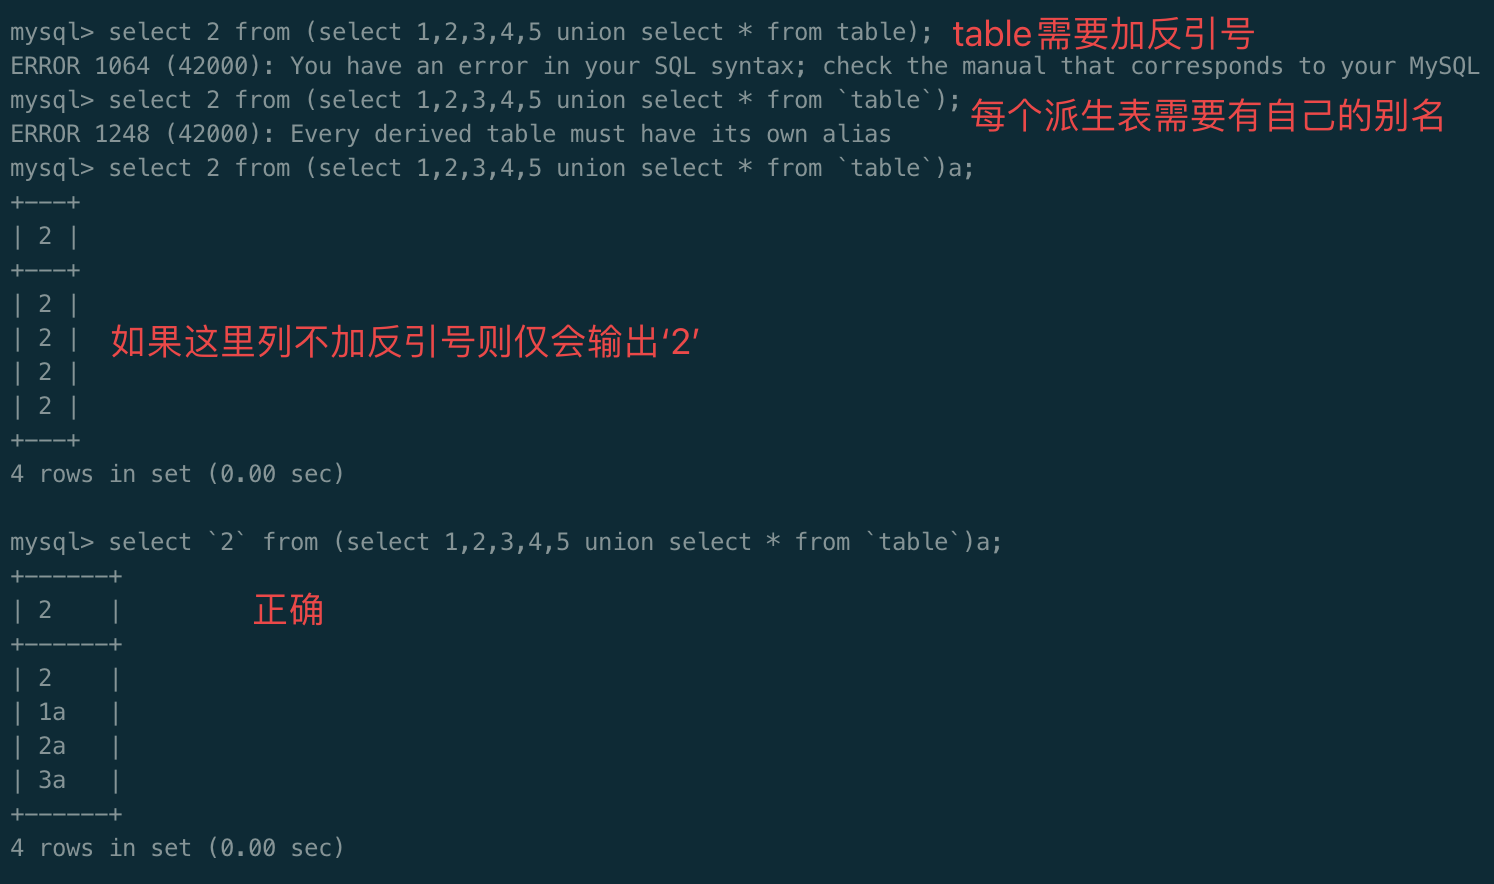 mysql> select 2 from (select 1,2,3,4,5 union select * from table); table需要加反引号
ERROR 1064 (42000): You have an error in your SQL syntax; check the manual that corresponds to your MySQL
mysql> select 2 from (select 1,2,3,4,5 union select * from `table`); 每个派生表需要有自己的别名
ERROR 1248 (42000): Every derived table must have its own alias
mysql> select 2 from (select 1,2,3,4,5 union select * from `table`)a;
+---+
| 2 |
+---+
| 2 |
| 2 | 如果这里列不加反引号则仅会输出‘2’
| 2 |
| 2 |
+---+
4 rows in set (0.00 sec)
mysql> select `2` from (select 1,2,3,4,5 union select * from `table`)a;
+------+
| 2    | 正确
+------+
| 2    |
| 1a   |
| 2a   |
| 3a   |
+------+
4 rows in set (0.00 sec)